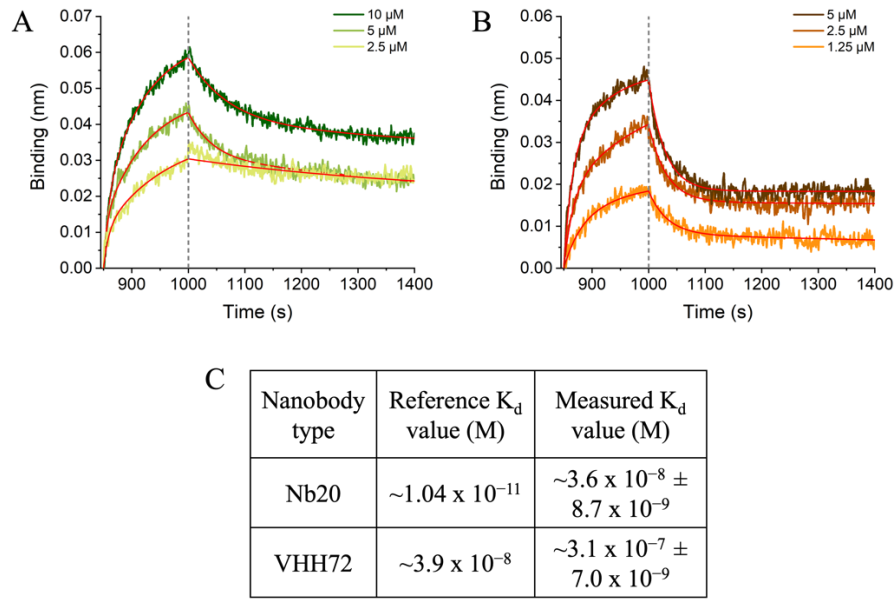 A
10 µM
5 µM
2.5 µM
0.07
0.06
0.05
0.04
0.03
0.02
0.01
0.00
Binding (nm)
900 1000 1100 1200 1300 1400
Time (s)
B
5 µM
2.5 µM
1.25 µM
0.06
0.05
0.04
0.03
0.02
0.01
0.00
Binding (nm)
900 1000 1100 1200 1300 1400
Time (s)
C
Nanobody
type
Reference Kd
value (M)
Measured Kd
value (M)
Nb20
~1.04 x 10⁻¹¹
~3.6 x 10⁻⁸ ±
8.7 x 10⁻⁹
VHH72
~3.9 x 10⁻⁸
~3.1 x 10⁻⁷ ±
7.0 x 10⁻⁹